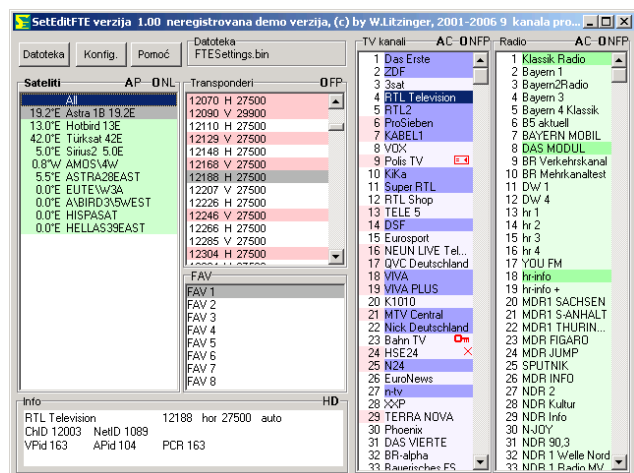 SetEditFTE verzija 1.00 neregistrovana demo verzija, (c) by W.Litzinger, 2001-2006 9 kanala pro...
Datoteka Konfig. Pomoć
Datoteka
FTESettings.bin
Sateliti AP ONL
All
19.2°E Astra 1B 19.2E
13.0°E Hotbird 13E
42.0°E Türksat 42E
5.0°E Sirius2 5.0E
0.8°W AMOS\4W
5.5°E ASTRA28EAST
0.0°E EUTE\W3A
0.0°E A\BIRD3\5WEST
0.0°E HISPASAT
0.0°E HELLAS39EAST
Transponderi OFP
12070 H 27500
12090 V 29900
12110 H 27500
12129 V 27500
12148 H 27500
12168 V 27500
12188 H 27500
12207 V 27500
12226 H 27500
12246 V 27500
12266 H 27500
12285 V 27500
12304 H 27500
FAV
FAV 1
FAV 2
FAV 3
FAV 4
FAV 5
FAV 6
FAV 7
FAV 8
Info HD
RTL Television 12188 hor 27500 auto
ChID 12003 NetID 1089
VPid 163 APid 104 PCR 163
TV kanali AC ONFP
1 Das Erste
2 ZDF
3 3sat
4 RTL Television
5 RTL2
6 ProSieben
7 KABEL1
8 VOX
9 Polis TV
10 KiKa
11 Super RTL
12 RTL Shop
13 TELE 5
14 DSF
15 Eurosport
16 NEUN LIVE Tel...
17 QVC Deutschland
18 VIVA
19 VIVA PLUS
20 K1010
21 MTV Central
22 Nick Deutschland
23 Bahn TV
24 HSE24
25 N24
26 EuroNews
27 n-tv
28 XXP
29 TERRA NOVA
30 Phoenix
31 DAS VIERTE
32 BR-alpha
33 Bayerisches FS
Radio AC ONF
1 Klassik Radio
2 Bayern 1
3 Bayern2Radio
4 Bayern 3
5 Bayern 4 Klassik
6 B5 aktuell
7 BAYERN MOBIL
8 DAS MODUL
9 BR Verkehrskanal
10 BR Mehrkanaltest
11 DW 1
12 DW 4
13 hr 1
14 hr 2
15 hr 3
16 hr 4
17 YOU FM
18 hr-info
19 hr-info +
20 MDR1 SACHSEN
21 MDR1 S-ANHALT
22 MDR1 THURIN...
23 MDR FIGARO
24 MDR JUMP
25 SPUTNIK
26 MDR INFO
27 NDR 2
28 NDR Kultur
29 NDR Info
30 N-JOY
31 NDR 90,3
32 NDR 1 Welle Nord
33 NDR 1 Radio MV